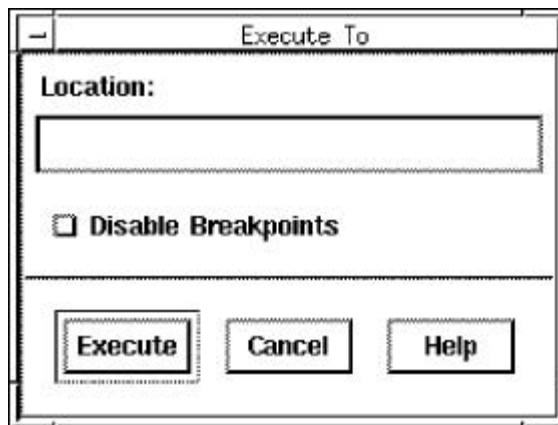 Execute To
Location:
Disable Breakpoints
Execute Cancel Help